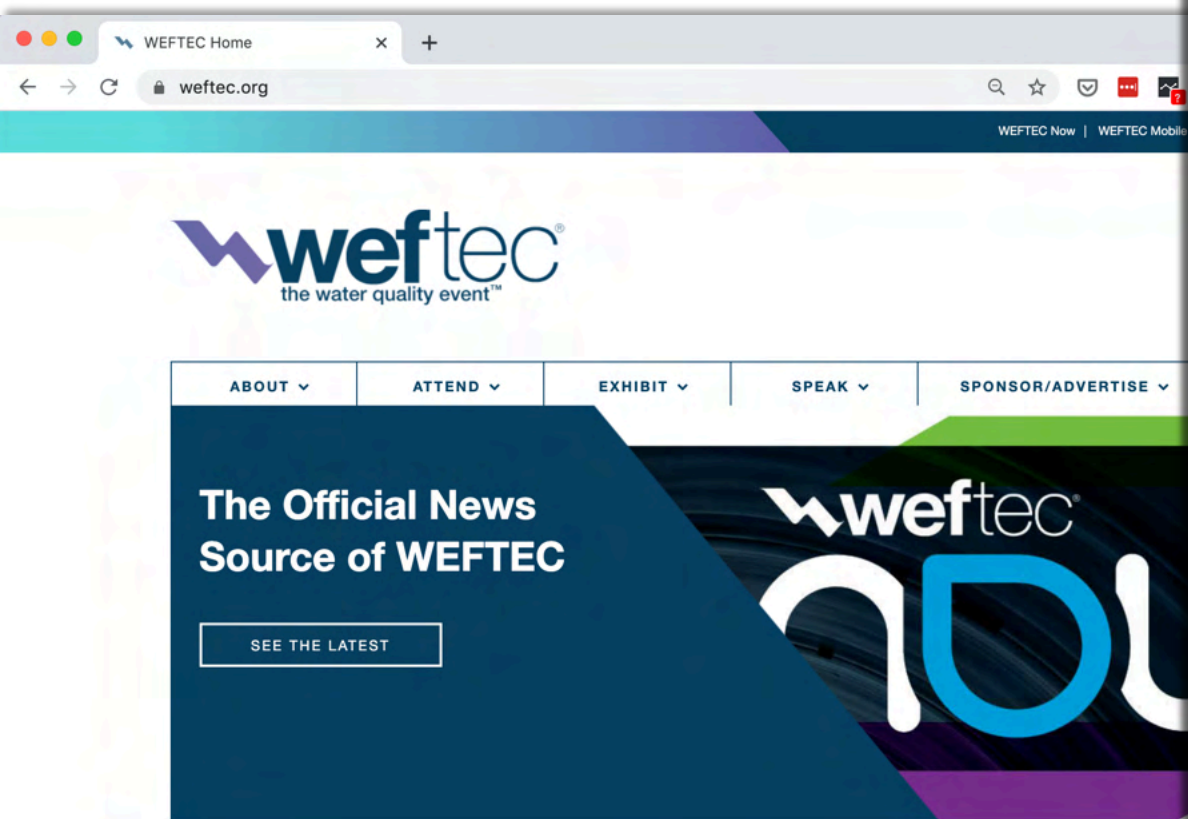 WEFTEC Home
weftec.org
WEFTEC Now | WEFTEC Mobile
weftec®
the water quality event™
ABOUT
ATTEND
EXHIBIT
SPEAK
SPONSOR/ADVERTISE
The Official News
Source of WEFTEC
SEE THE LATEST
weftec®